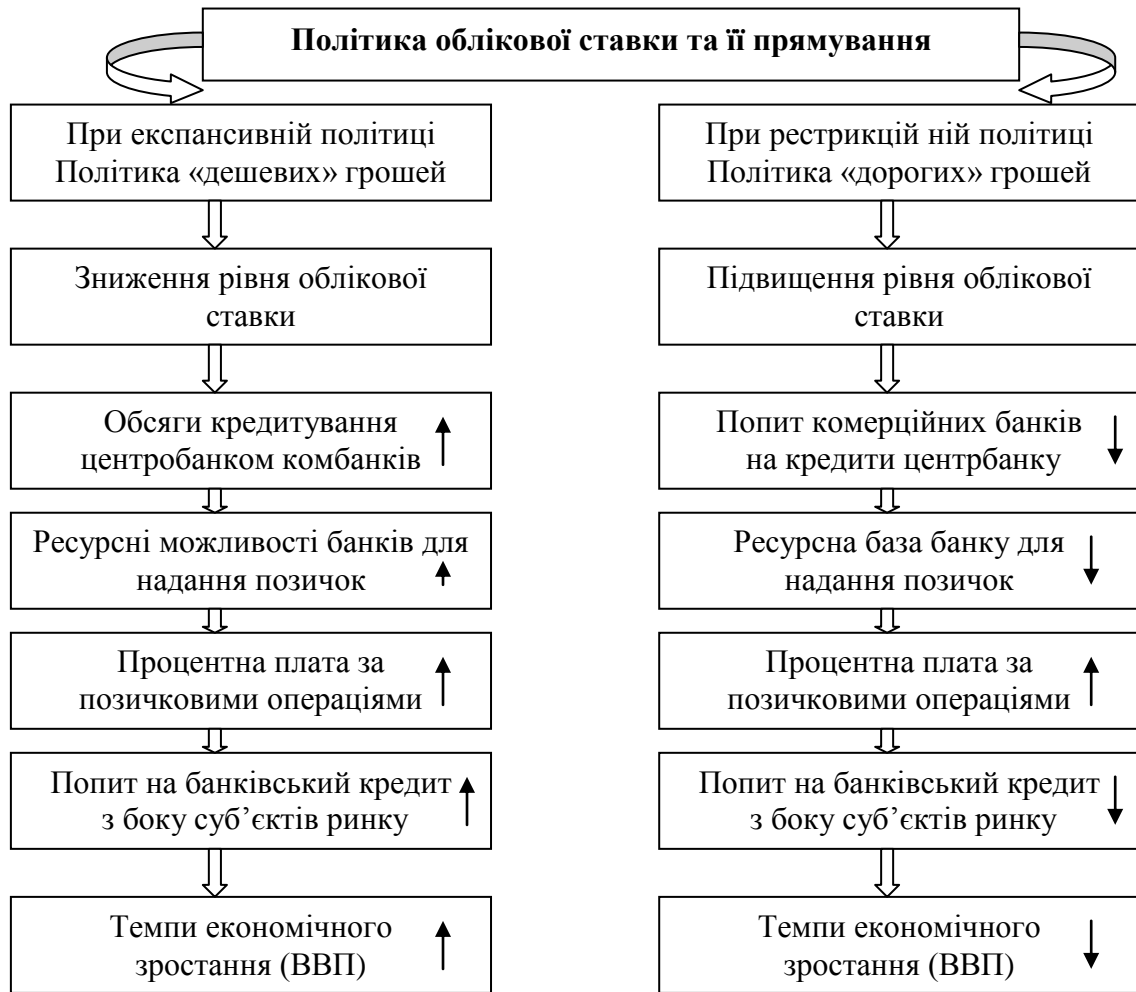 Політика облікової ставки та її прямування
При експансивній політиці
Політика «дешевих» грошей
Зниження рівня облікової
ставки
Обсяги кредитування
центробанком комбанків
Ресурсні можливості банків для
надання позичок
Процентна плата за
позичковими операціями
Попит на банківський кредит
з боку суб’єктів ринку
Темпи економічного
зростання (ВВП)
При рестрикцій ній політиці
Політика «дорогих» грошей
Підвищення рівня облікової
ставки
Попит комерційних банків
на кредити центрбанку
Ресурсна база банку для
надання позичок
Процентна плата за
позичковими операціями
Попит на банківський кредит
з боку суб’єктів ринку
Темпи економічного
зростання (ВВП)